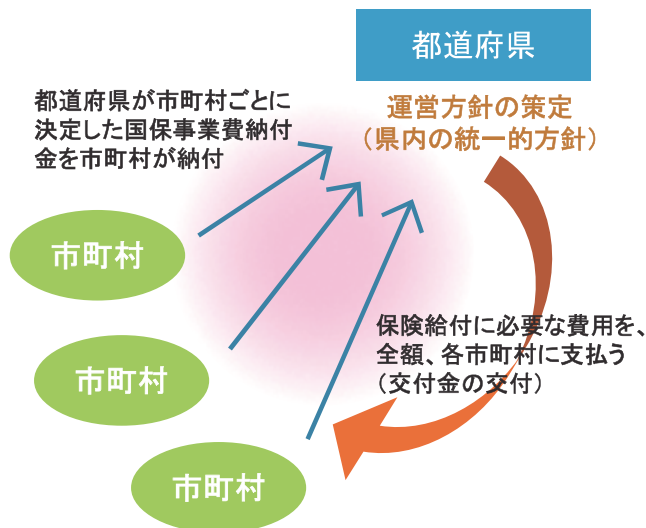 都道府県
運営方針の策定
（県内の統一的方針）
都道府県が市町村ごとに
決定した国保事業費納付
金を市町村が納付
市町村
市町村
市町村
保険給付に必要な費用を、
全額、各市町村に支払う
（交付金の交付）